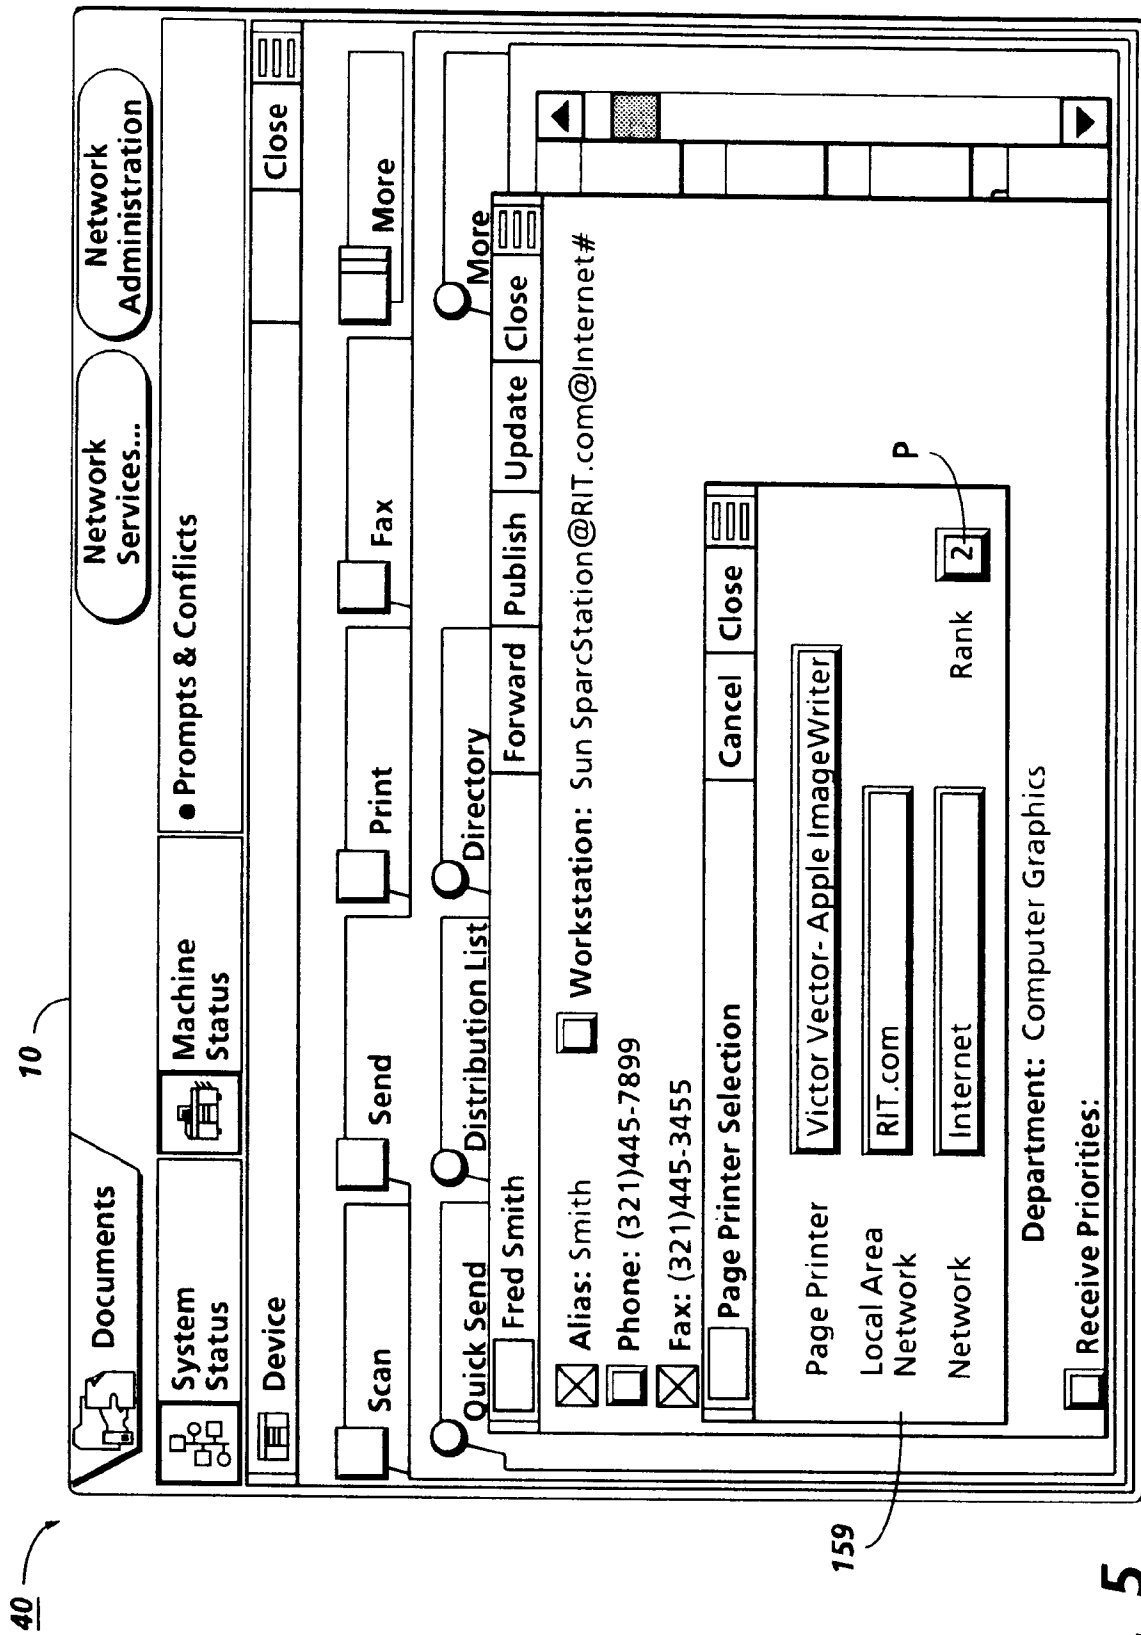 40
10
Documents
Network
Services...
Network
Administration
System
Status
Machine
Status
● Prompts & Conflicts
Device
Close
Scan
Send
Print
Fax
More
Quick Send
Distribution List
Directory
More
Fred Smith
Forward
Publish
Update
Close
Alias: Smith
Workstation: Sun SparcStation@RIT.com@Internet#
Phone: (321)445-7899
Fax: (321)445-3455
Page Printer Selection
Cancel
Close
Page Printer
Victor Vector- Apple ImageWriter
Local Area
Network
RIT.com
Network
Internet
Rank
2
P
159
Department: Computer Graphics
Receive Priorities:
5